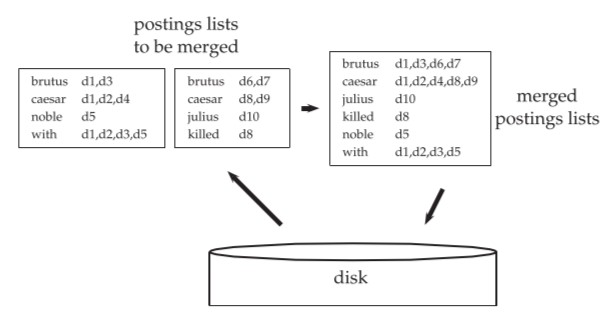 postings lists
to be merged
brutus d1,d3
caesar d1,d2,d4
noble d5
with d1,d2,d3,d5
brutus d6,d7
caesar d8,d9
julius d10
killed d8
brutus d1,d3,d6,d7
caesar d1,d2,d4,d8,d9
julius d10
killed d8
noble d5
with d1,d2,d3,d5
merged
postings lists
disk